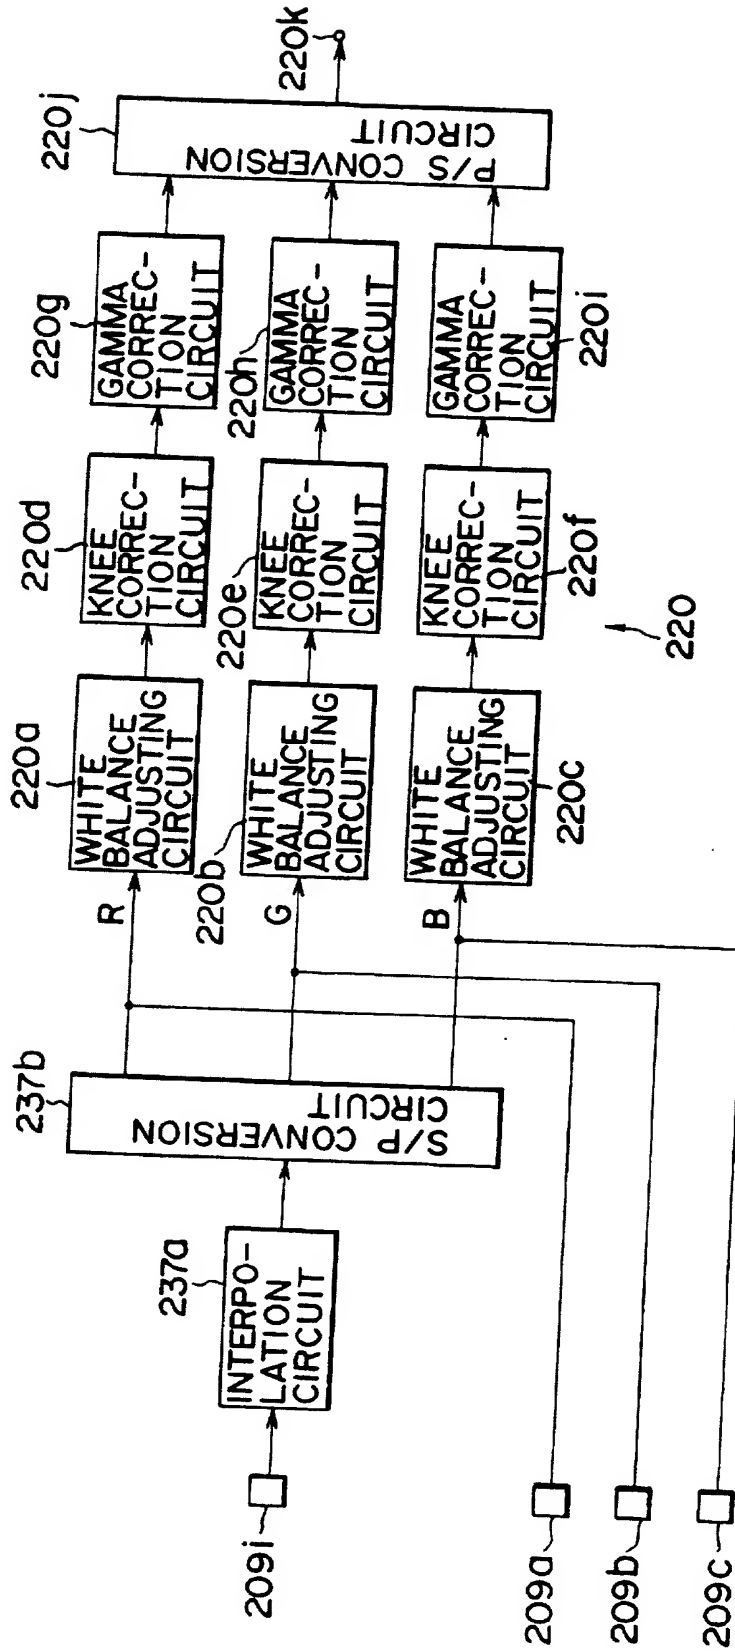 209i
237a
INTERPO-
LATION
CIRCUIT
237b
S/P CONVERSION
CIRCUIT
R
G
B
220a
WHITE
BALANCE
ADJUSTING
CIRCUIT
220b
WHITE
BALANCE
ADJUSTING
CIRCUIT
WHITE
BALANCE
ADJUSTING
CIRCUIT
220c
220d
KNEE
CORREC-
TION
CIRCUIT
220e
KNEE
CORREC-
TION
CIRCUIT
KNEE
CORREC-
TION
CIRCUIT
220f
220g
GAMMA
CORREC-
TION
CIRCUIT
220h
GAMMA
CORREC-
TION
CIRCUIT
GAMMA
CORREC-
TION
CIRCUIT
220i
220j
P/S CONVERSION
CIRCUIT
220k
220
209a
209b
209c